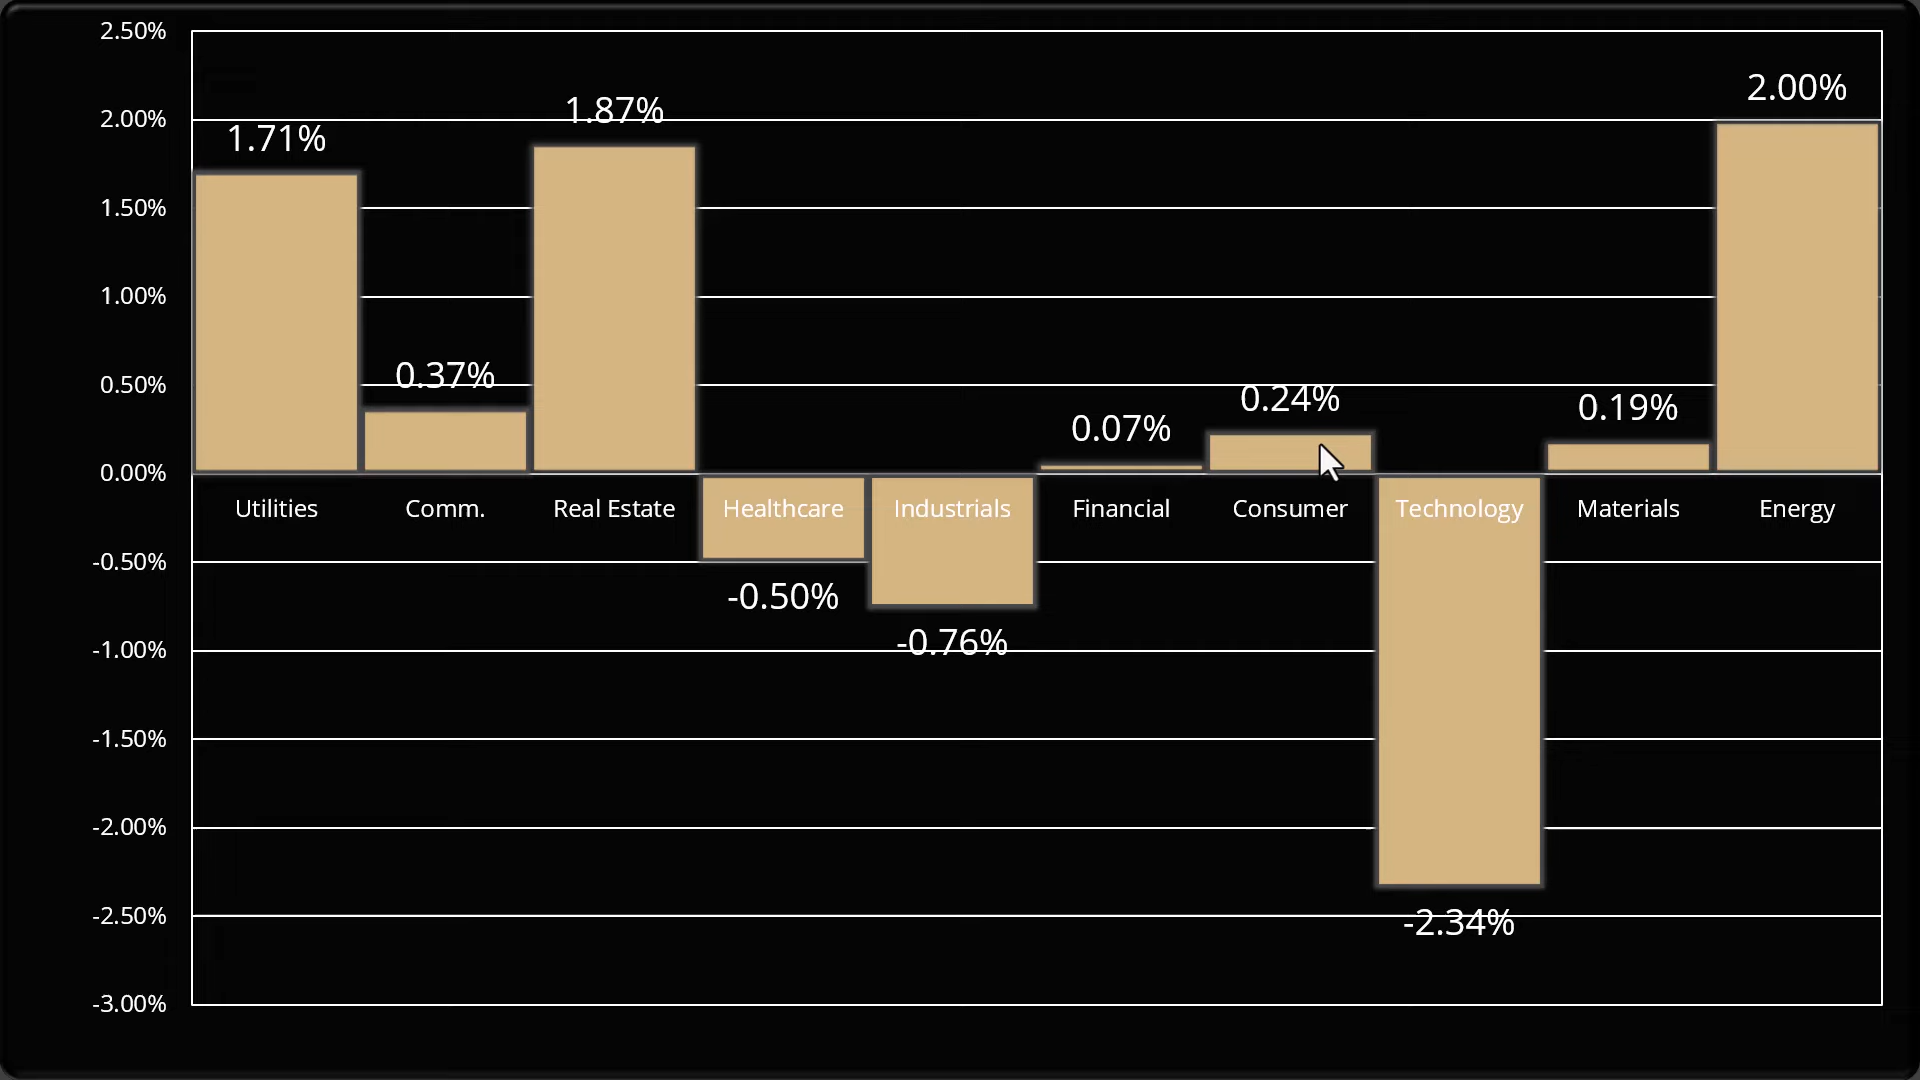 2.50%
2.00%
1.50%
1.00%
0.50%
0.00%
-0.50%
-1.00%
-1.50%
-2.00%
-2.50%
-3.00%
1.71%
0.37%
1.87%
-0.50%
-0.76%
0.07%
0.24%
-2.34%
0.19%
2.00%
Utilities
Comm.
Real Estate
Healthcare
Industrials
Financial
Consumer
Technology
Materials
Energy